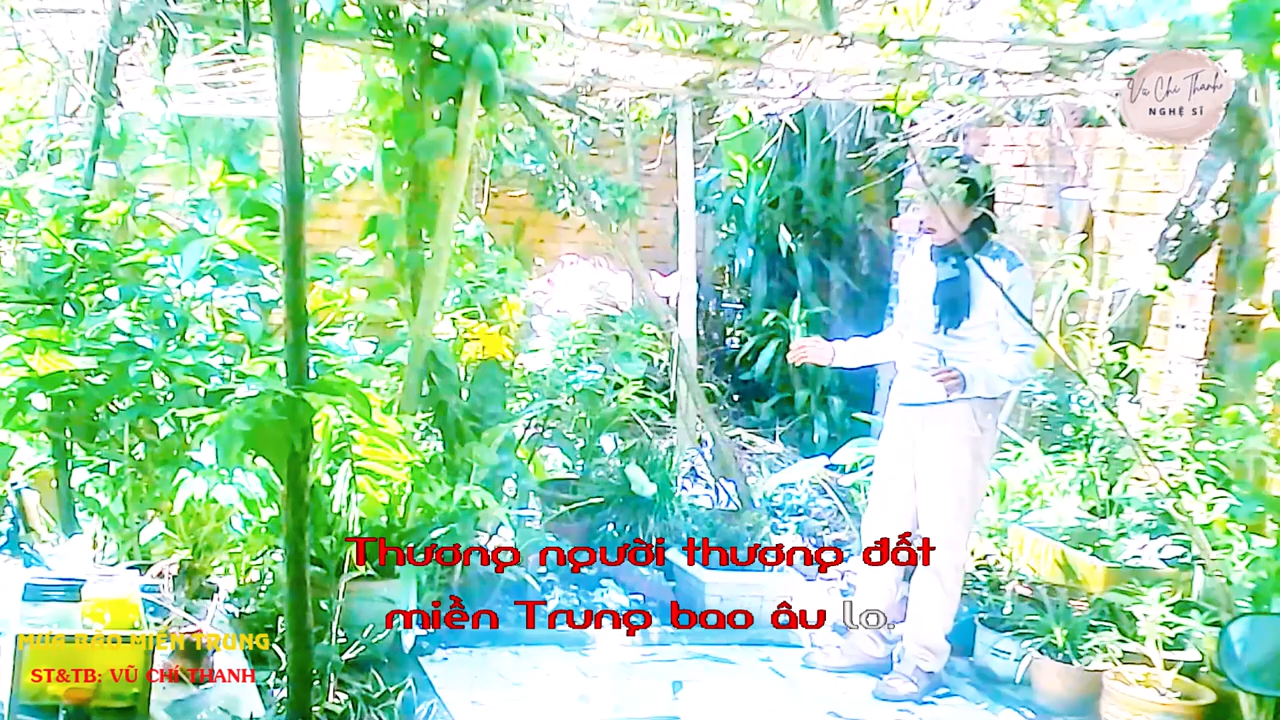 Vũ Chí Thanh
NGHỆ SĨ
Thương người thương đất
miền Trung bao âu lo.
MƯA BÃO MIỀN TRUNG
ST&TB: VŨ CHÍ THANH